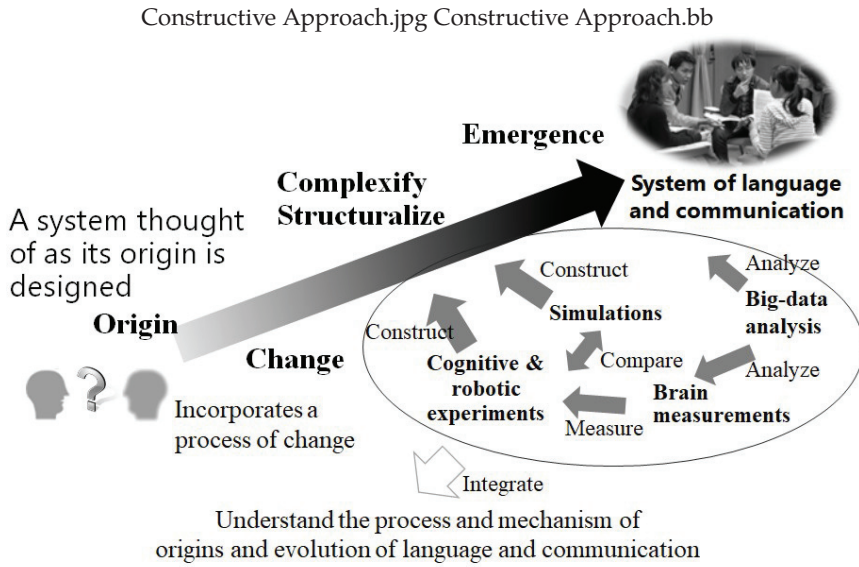 Constructive Approach.jpg Constructive Approach.bb
Emergence
Complexify
Structuralize
System of language
and communication
A system thought
of as its origin is
designed
Origin
Change
Incorporates a
process of change
Construct
Construct
Simulations
Analyze
Big-data
analysis
Compare
Cognitive &
robotic
experiments
Analyze
Brain
measurements
Measure
Integrate
Understand the process and mechanism of
origins and evolution of language and communication
?